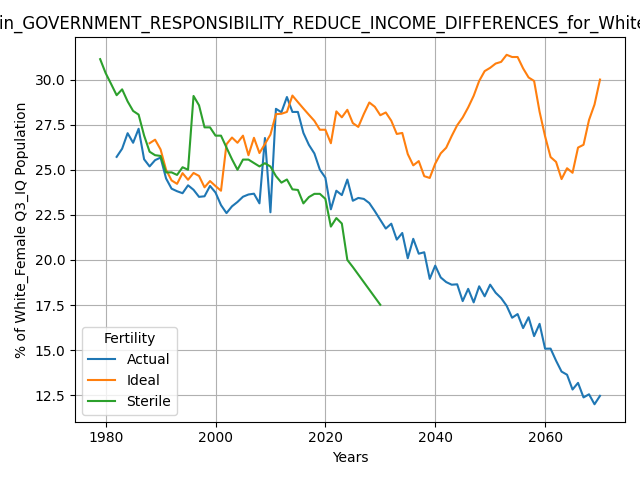 in_GOVERNMENT_RESPONSIBILITY_REDUCE_INCOME_DIFFERENCES_for_White
% of White_Female Q3_IQ Population
30.0
27.5
25.0
22.5
20.0
17.5
15.0
12.5
Fertility
Actual
Ideal
Sterile
1980
2000
2020
2040
2060
Years